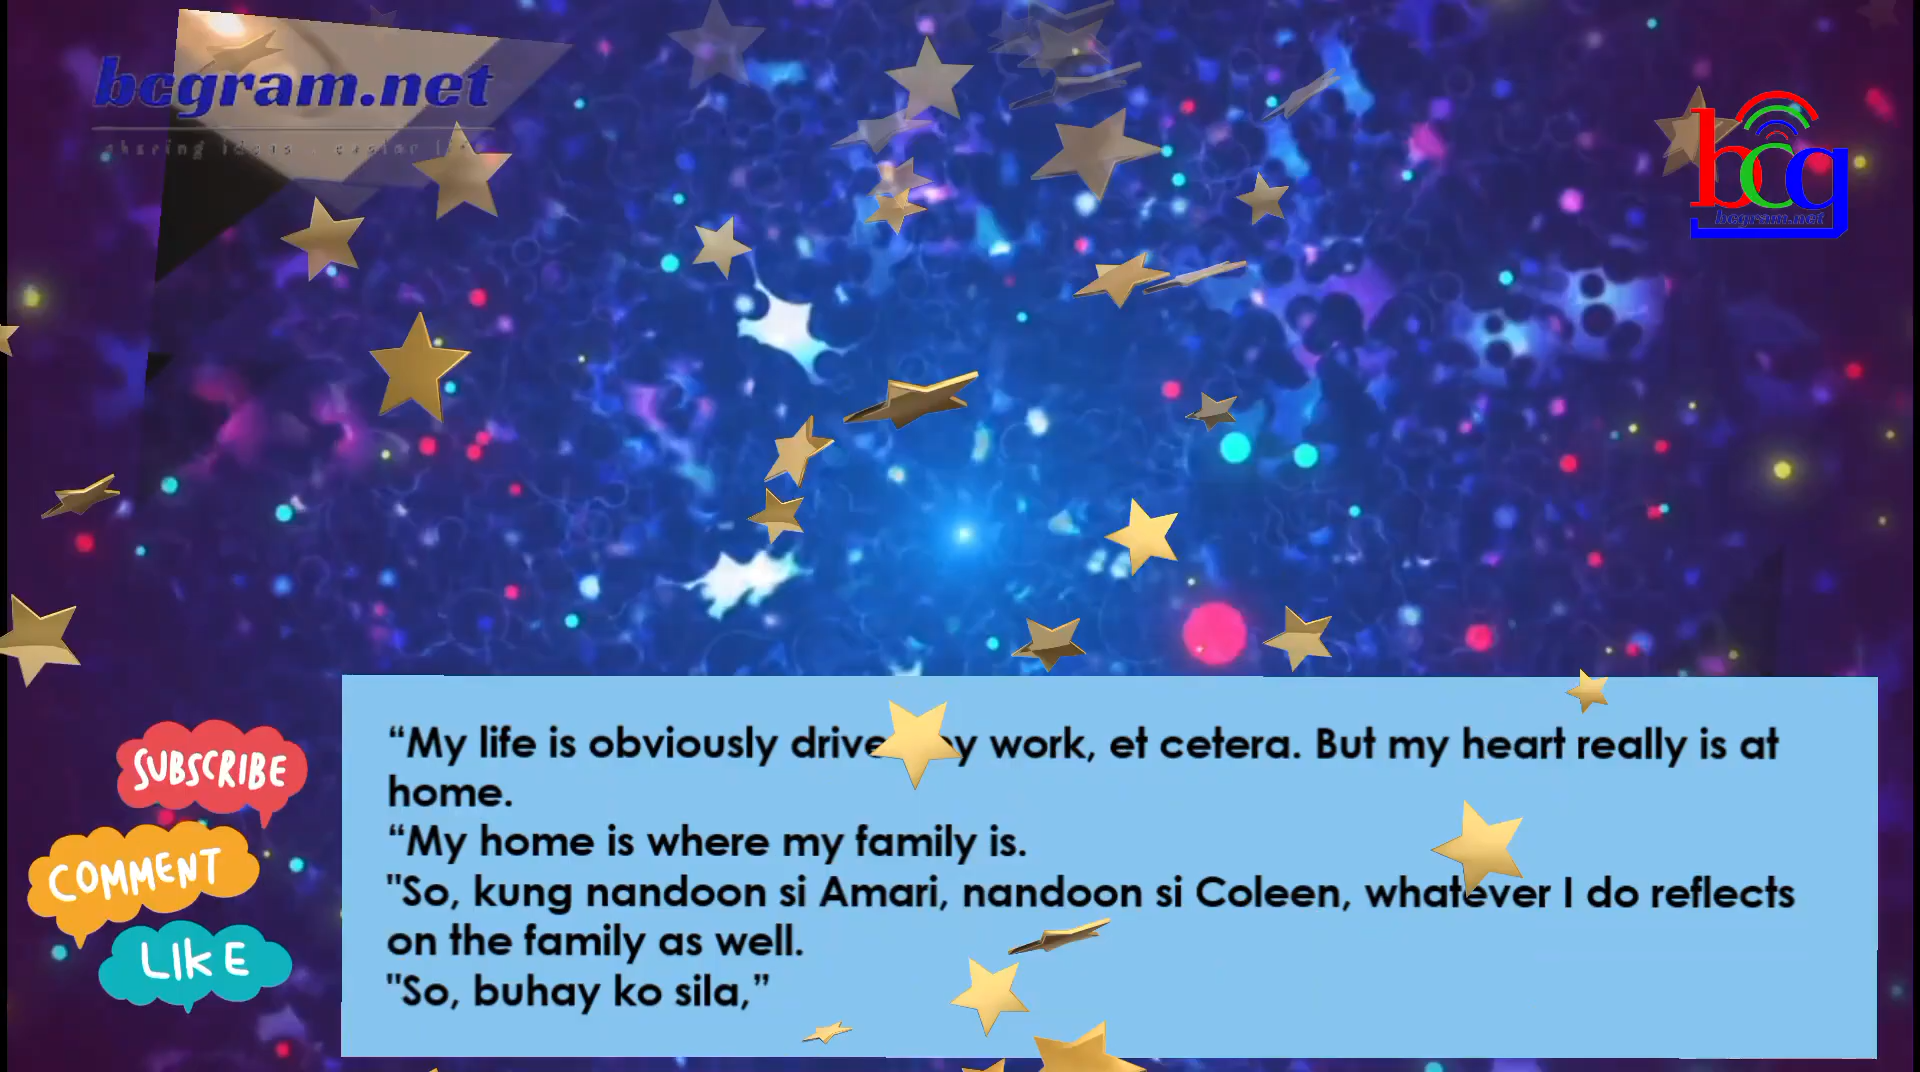 bcgram.net
sharing ideas
bcg
bcgram.net
“My life is obviously work, et cetera. But my heart really is at
home.
“My home is where my family is.
"So, kung nandoon si Amari, nandoon si Coleen, whatever I do reflects
on the family as well.
"So, buhay ko sila,”
SUBSCRIBE
COMMENT
LIKE